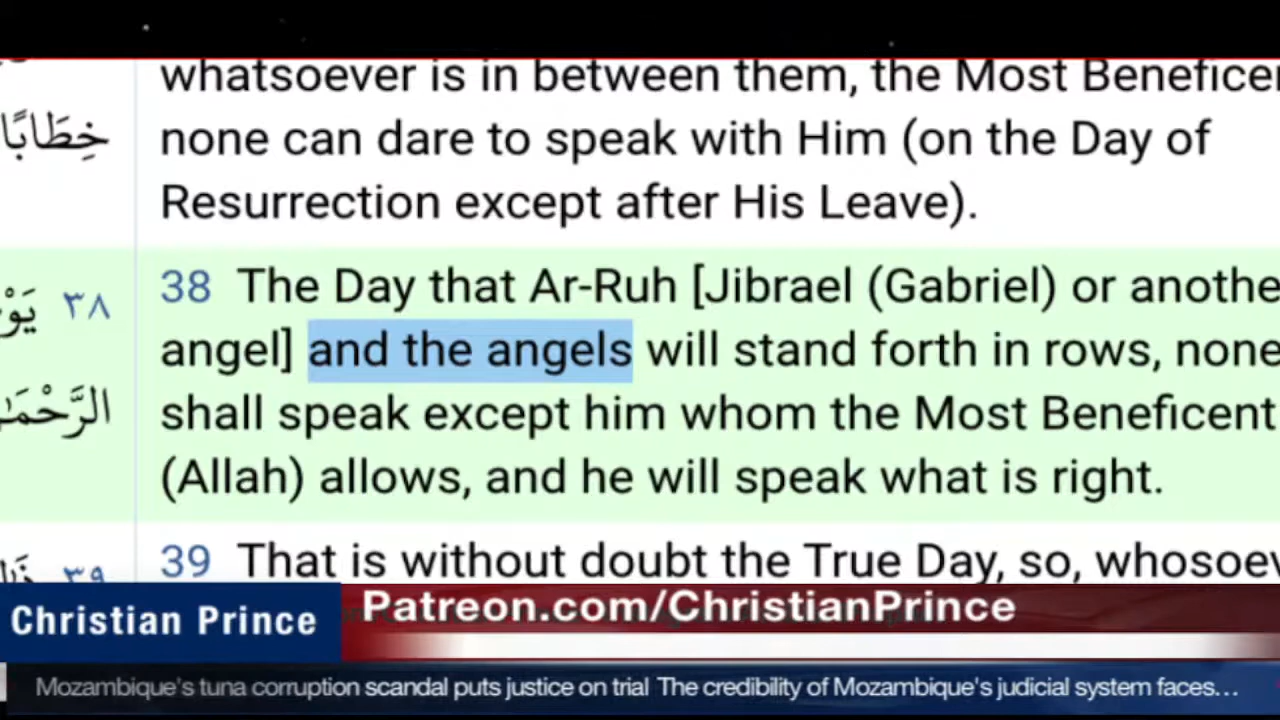 whatsoever is in between them, the Most
خِطَابًا none can dare to speak with Him (on the Day of
Resurrection except after His Leave).
٣٨ 38 The Day that Ar-Ruh [Jibrael (Gabriel) or
angel] and the angels will stand forth in rows, none
shall speak except him whom the Most Beneficent
(Allah) allows, and he will speak what is right.
٣٩ 39 That is without doubt the True Day, so,
Christian Prince
Patreon.com/ChristianPrince
Mozambique's tuna corruption scandal puts justice on trial The credibility of Mozambique's judicial system faces...